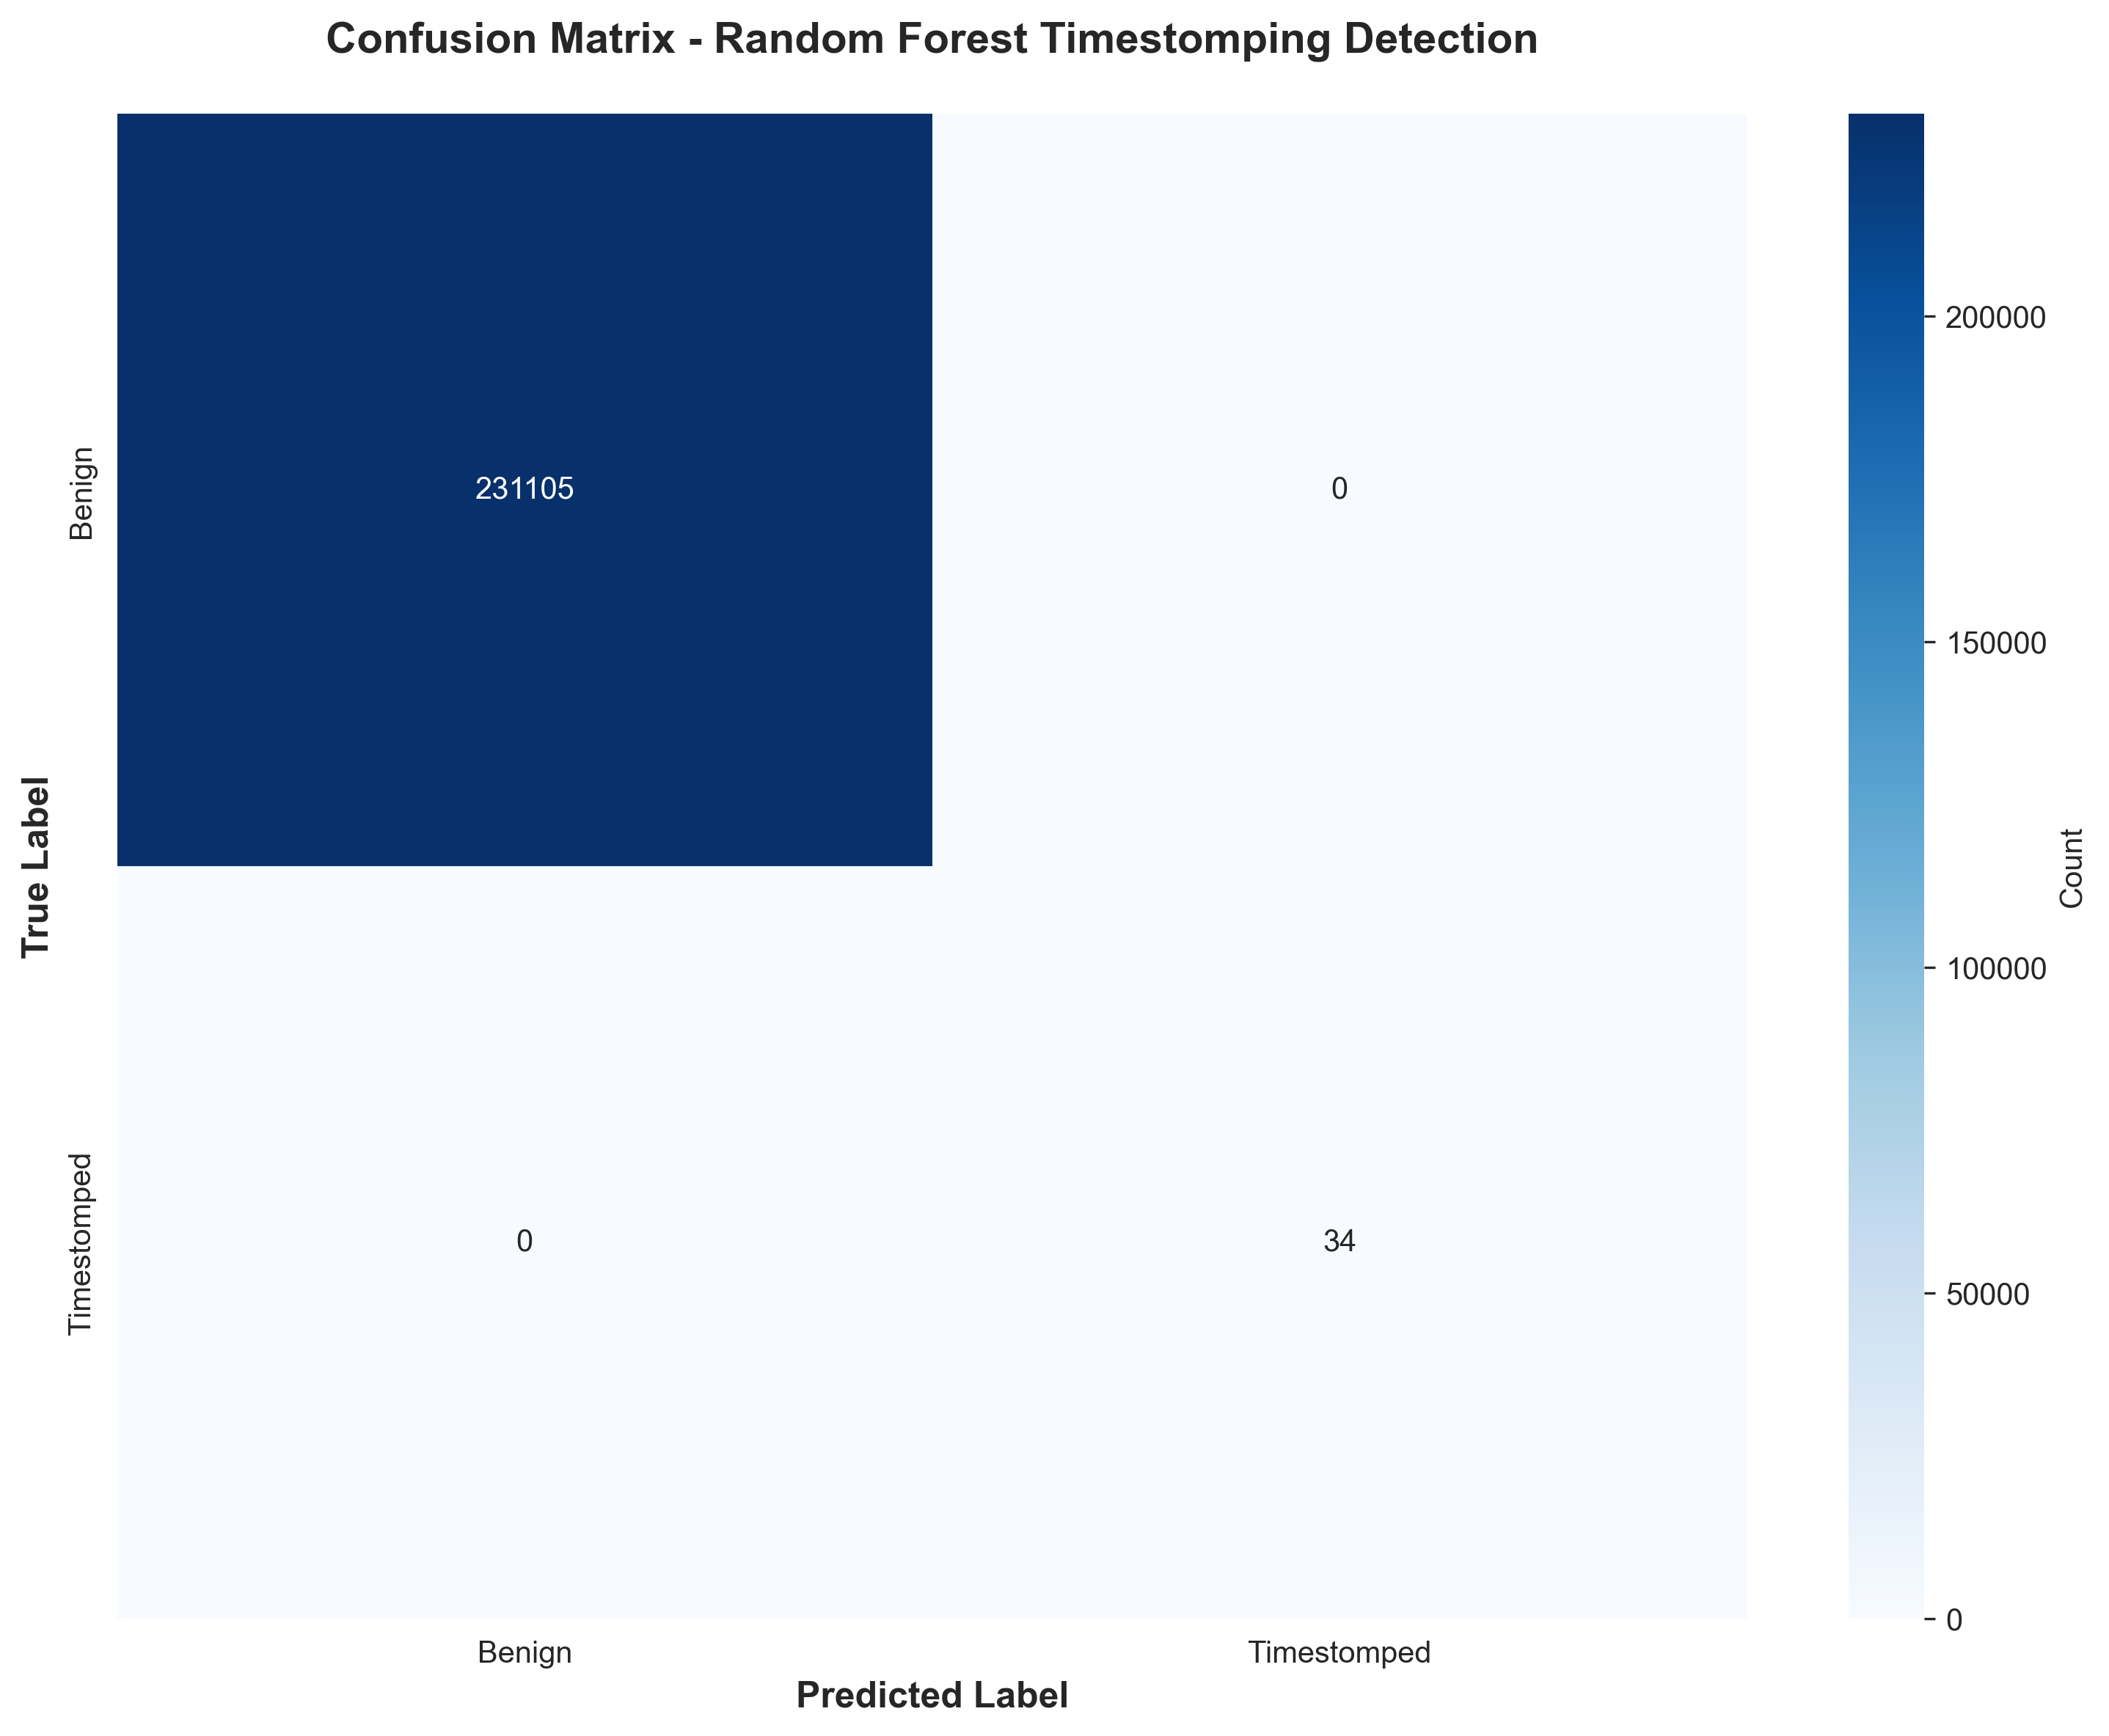 Confusion Matrix - Random Forest Timestomping Detection
True Label
Benign
231105
0
Timestomped
0
34
Benign
Timestomped
Predicted Label
200000
150000
100000
50000
0
Count